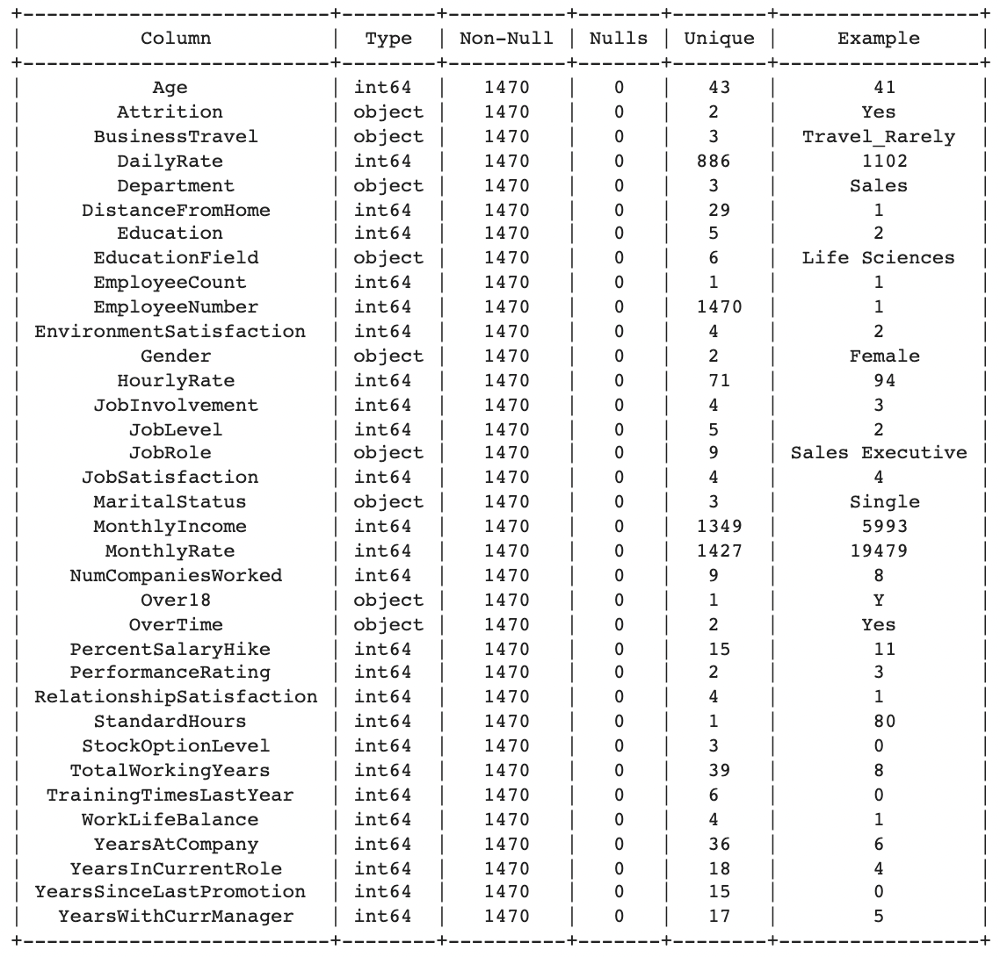 +--------------------------+--------+----------+-------+--------+-----------------+
| Column | Type | Non-Null | Nulls | Unique | Example |
+--------------------------+--------+----------+-------+--------+-----------------+
| Age | int64 | 1470 | 0 | 43 | 41 |
| Attrition | object | 1470 | 0 | 2 | Yes |
| BusinessTravel | object | 1470 | 0 | 3 | Travel_Rarely |
| DailyRate | int64 | 1470 | 0 | 886 | 1102 |
| Department | object | 1470 | 0 | 3 | Sales |
| DistanceFromHome | int64 | 1470 | 0 | 29 | 1 |
| Education | int64 | 1470 | 0 | 5 | 2 |
| EducationField | object | 1470 | 0 | 6 | Life Sciences |
| EmployeeCount | int64 | 1470 | 0 | 1 | 1 |
| EmployeeNumber | int64 | 1470 | 0 | 1470 | 1 |
| EnvironmentSatisfaction | int64 | 1470 | 0 | 4 | 2 |
| Gender | object | 1470 | 0 | 2 | Female |
| HourlyRate | int64 | 1470 | 0 | 71 | 94 |
| JobInvolvement | int64 | 1470 | 0 | 4 | 3 |
| JobLevel | int64 | 1470 | 0 | 5 | 2 |
| JobRole | object | 1470 | 0 | 9 | Sales Executive |
| JobSatisfaction | int64 | 1470 | 0 | 4 | 4 |
| MaritalStatus | object | 1470 | 0 | 3 | Single |
| MonthlyIncome | int64 | 1470 | 0 | 1349 | 5993 |
| MonthlyRate | int64 | 1470 | 0 | 1427 | 19479 |
| NumCompaniesWorked | int64 | 1470 | 0 | 9 | 8 |
| Over18 | object | 1470 | 0 | 1 | Y |
| OverTime | object | 1470 | 0 | 2 | Yes |
| PercentSalaryHike | int64 | 1470 | 0 | 15 | 11 |
| PerformanceRating | int64 | 1470 | 0 | 2 | 3 |
| RelationshipSatisfaction | int64 | 1470 | 0 | 4 | 1 |
| StandardHours | int64 | 1470 | 0 | 1 | 80 |
| StockOptionLevel | int64 | 1470 | 0 | 3 | 0 |
| TotalWorkingYears | int64 | 1470 | 0 | 39 | 8 |
| TrainingTimesLastYear | int64 | 1470 | 0 | 6 | 0 |
| WorkLifeBalance | int64 | 1470 | 0 | 4 | 1 |
| YearsAtCompany | int64 | 1470 | 0 | 36 | 6 |
| YearsInCurrentRole | int64 | 1470 | 0 | 18 | 4 |
| YearsSinceLastPromotion | int64 | 1470 | 0 | 15 | 0 |
| YearsWithCurrManager | int64 | 1470 | 0 | 17 | 5 |
+--------------------------+--------+----------+-------+--------+-----------------+